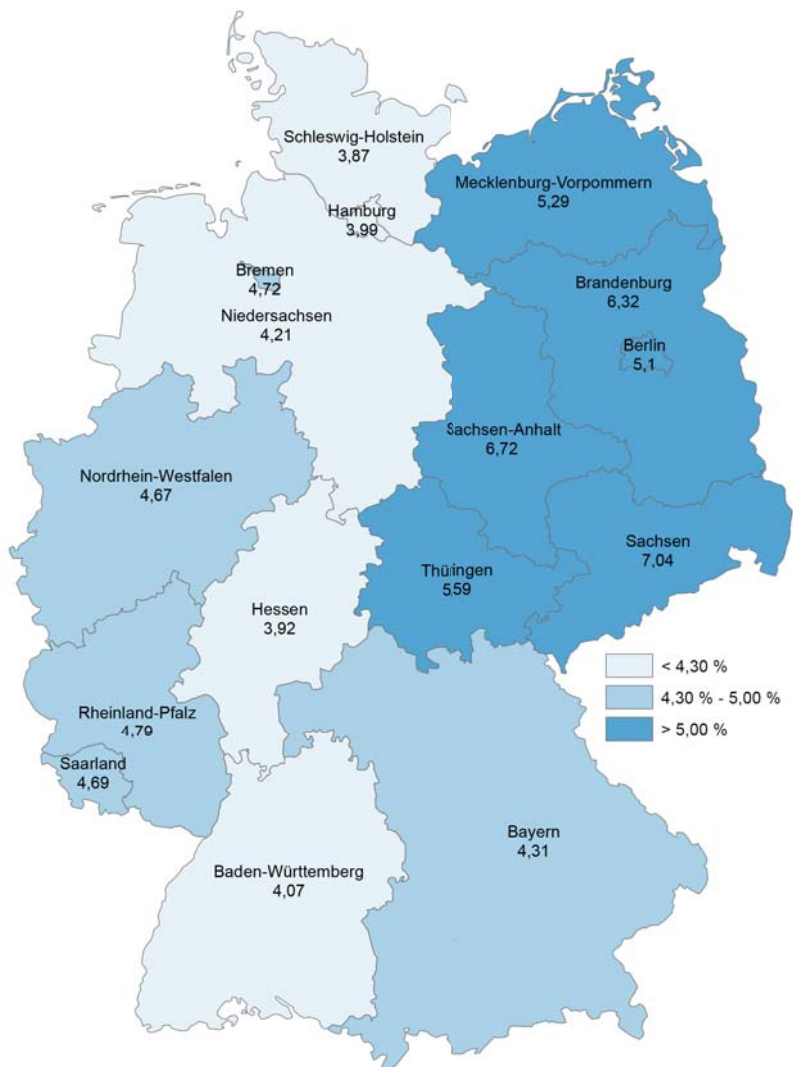 Schleswig-Holstein
3,87
Mecklenburg-Vorpommern
5,29
Hamburg
3,99
Bremen
4,72
Brandenburg
6,32
Niedersachsen
4,21
Berlin
5,1
Sachsen-Anhalt
6,72
Nordrhein-Westfalen
4,67
Sachsen
7,04
Thüringen
5,59
Hessen
3,92
< 4,30 %
4,30 % - 5,00 %
> 5,00 %
Rheinland-Pfalz
4,79
Saarland
4,69
Bayern
4,31
Baden-Württemberg
4,07